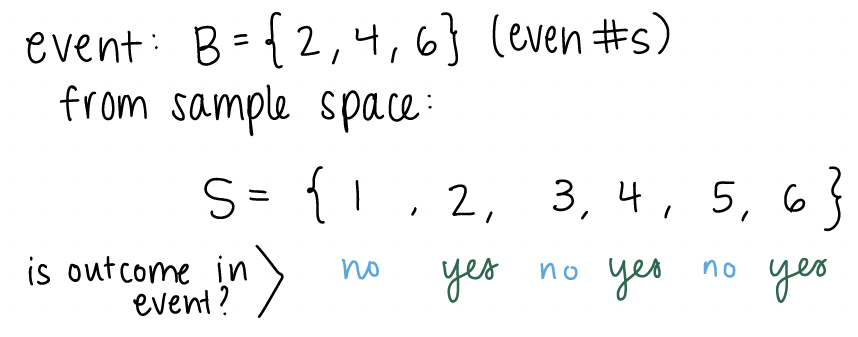 event: B = {2, 4, 6} (even #s)
from sample space:
S = { 1 , 2, 3, 4, 5, 6 }
is outcome in event? > no yes no yes no yes